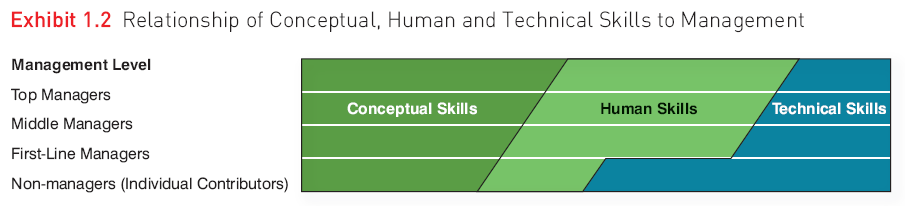 Exhibit 1.2 Relationship of Conceptual, Human and Technical Skills to Management
Management Level
Top Managers
Conceptual Skills Human Skills Technical Skills
Middle Managers
First-Line Managers
Non-managers (Individual Contributors)